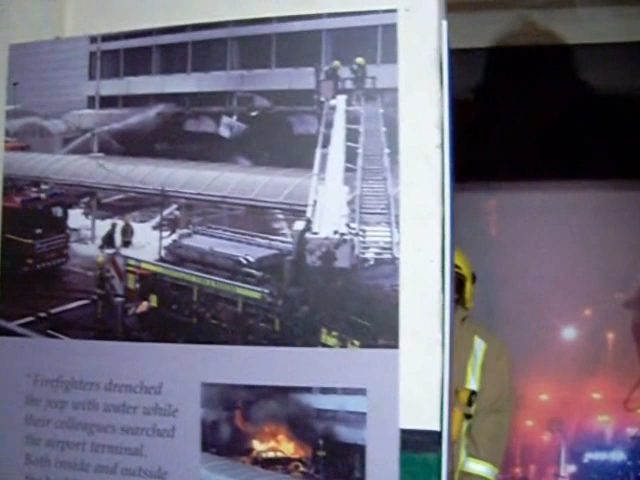 "Firefighters drenched
the jeep with water while
their colleagues searched
the airport terminal.
Both inside and outside